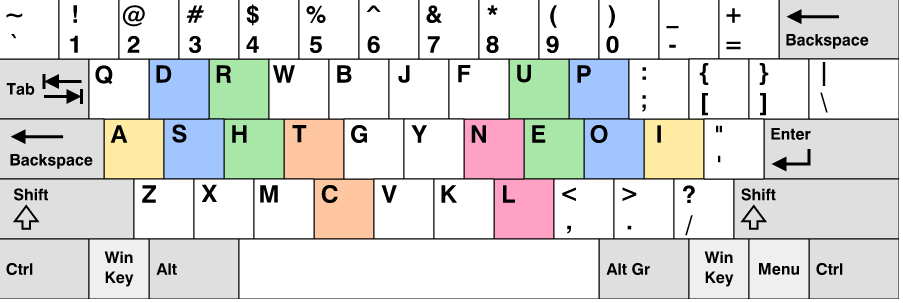 ~ ! @ # $ % ^ & * ( ) _ +
` 1 2 3 4 5 6 7 8 9 0 - = Backspace
Tab Q D R W B J F U P : { } |
; [ ] \
Backspace A S H T G Y N E O I " Enter
'
Shift Z X M C V K L < > ? Shift
, . /
Ctrl Win Key Alt Alt Gr Win Key Menu Ctrl